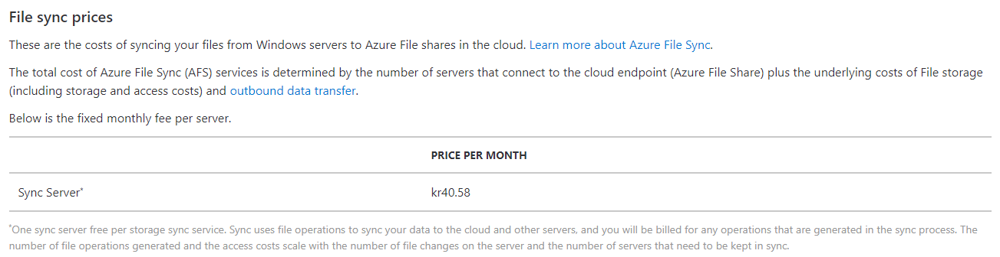 File sync prices
These are the costs of syncing your files from Windows servers to Azure File shares in the cloud. Learn more about Azure File Sync.
The total cost of Azure File Sync (AFS) services is determined by the number of servers that connect to the cloud endpoint (Azure File Share) plus the underlying costs of File storage
(including storage and access costs) and outbound data transfer.
Below is the fixed monthly fee per server.
PRICE PER MONTH
Sync Server* kr40.58
*One sync server free per storage sync service. Sync uses file operations to sync your data to the cloud and other servers, and you will be billed for any operations that are generated in the sync process. The
number of file operations generated and the access costs scale with the number of file changes on the server and the number of servers that need to be kept in sync.